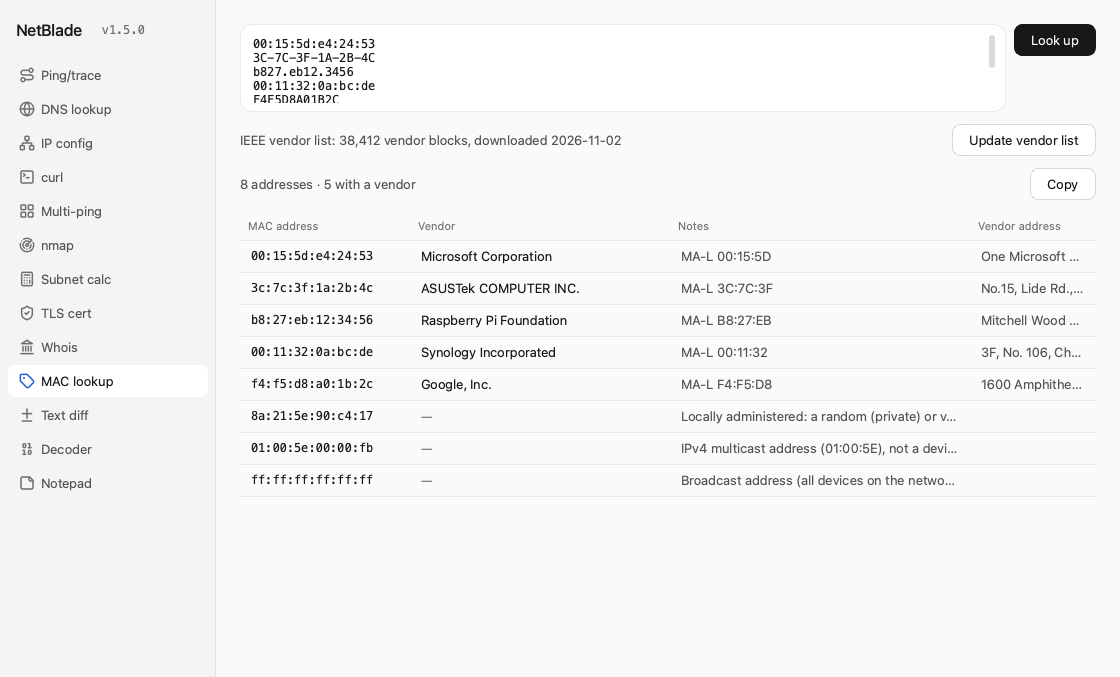 NetBlade v1.5.0
Ping/trace
DNS lookup
IP config
curl
Multi-ping
nmap
Subnet calc
TLS cert
Whois
MAC lookup
Text diff
Decoder
Notepad
00:15:5d:e4:24:53
3C-7C-3F-1A-2B-4C
b827.eb12.3456
00:11:32:0a:bc:de
F4F5D8A01B2C
Look up
IEEE vendor list: 38,412 vendor blocks, downloaded 2026-11-02
Update vendor list
8 addresses · 5 with a vendor
Copy
MAC address Vendor Notes Vendor address
00:15:5d:e4:24:53 Microsoft Corporation MA-L 00:15:5D One Microsoft ...
3c:7c:3f:1a:2b:4c ASUSTek COMPUTER INC. MA-L 3C:7C:3F No.15, Lide Rd.,...
b8:27:eb:12:34:56 Raspberry Pi Foundation MA-L B8:27:EB Mitchell Wood ...
00:11:32:0a:bc:de Synology Incorporated MA-L 00:11:32 3F, No. 106, Ch...
f4:f5:d8:a0:1b:2c Google, Inc. MA-L F4:F5:D8 1600 Amphithe...
8a:21:5e:90:c4:17 — Locally administered: a random (private) or v...
01:00:5e:00:00:fb — IPv4 multicast address (01:00:5E), not a devi...
ff:ff:ff:ff:ff:ff — Broadcast address (all devices on the netwo...